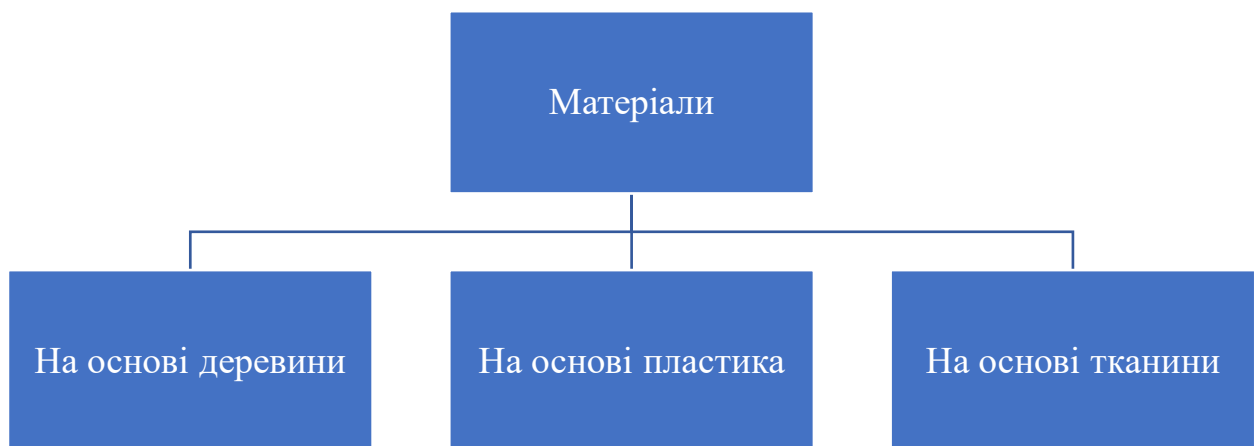 Матеріали
На основі деревини
На основі пластика
На основі тканини